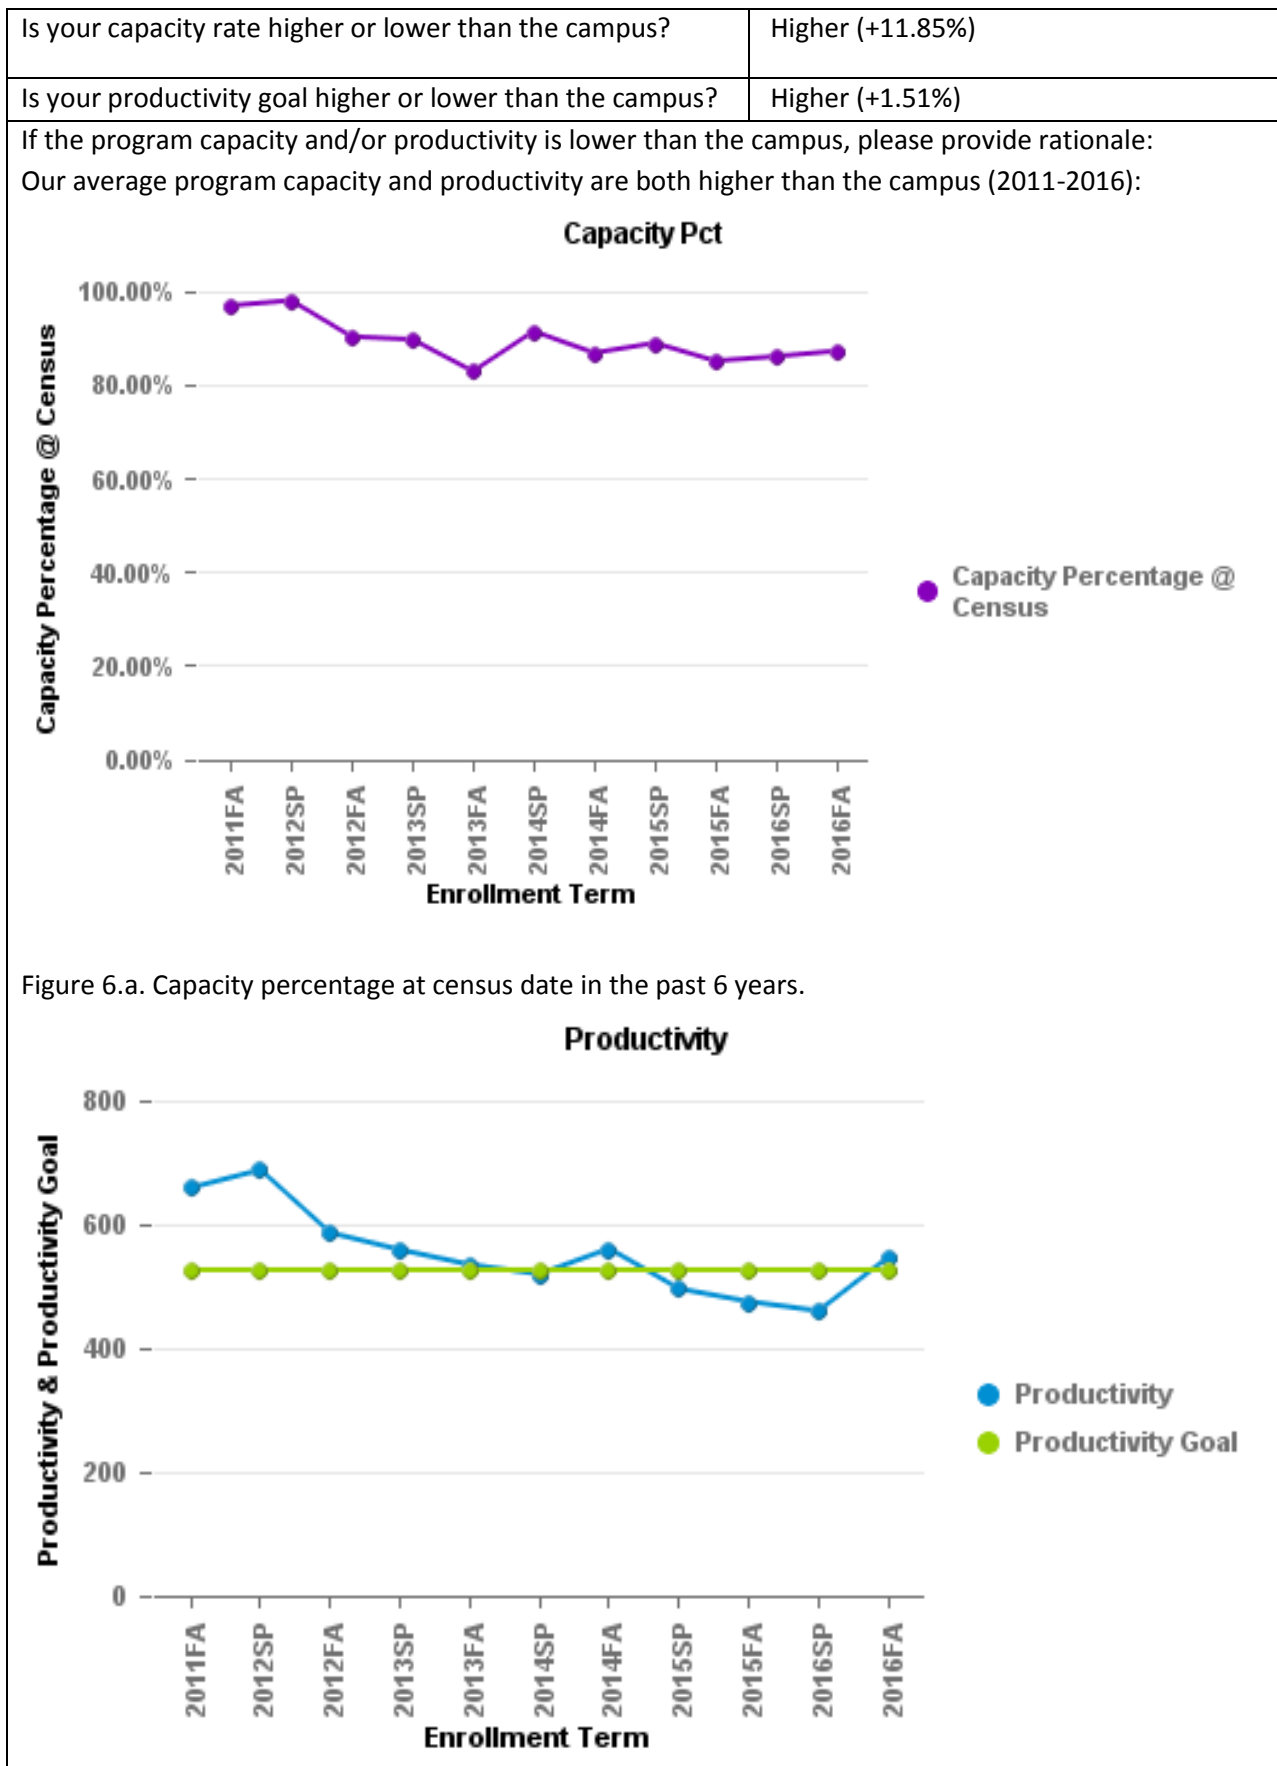 Is your capacity rate higher or lower than the campus? Higher (+11.85%)
Is your productivity goal higher or lower than the campus? Higher (+1.51%)
If the program capacity and/or productivity is lower than the campus, please provide rationale:
Our average program capacity and productivity are both higher than the campus (2011-2016):
Capacity Pct
Capacity Percentage @ Census
100.00%
80.00%
60.00%
40.00%
20.00%
0.00%
2011FA
2012SP
2012FA
2013SP
2013FA
2014SP
2014FA
2015SP
2015FA
2016SP
2016FA
Enrollment Term
Capacity Percentage @
Census
Figure 6.a. Capacity percentage at census date in the past 6 years.
Productivity
Productivity & Productivity Goal
800
600
400
200
0
2011FA
2012SP
2012FA
2013SP
2013FA
2014SP
2014FA
2015SP
2015FA
2016SP
2016FA
Enrollment Term
Productivity
Productivity Goal